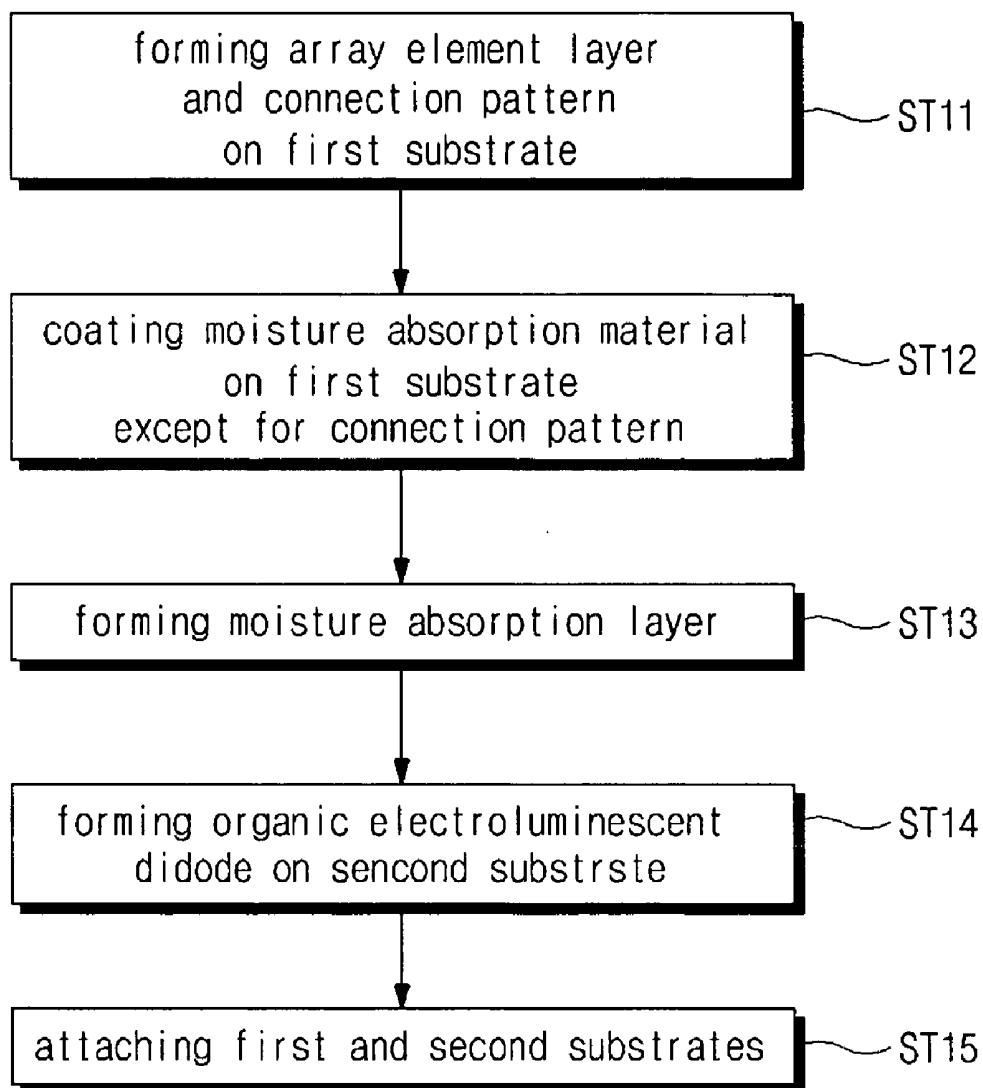 forming array element layer
and connection pattern
on first substrate
ST11
coating moisture absorption material
on first substrate
except for connection pattern
ST12
forming moisture absorption layer
ST13
forming organic electroluminescent
didode on sencond substrste
ST14
attaching first and second substrates
ST15